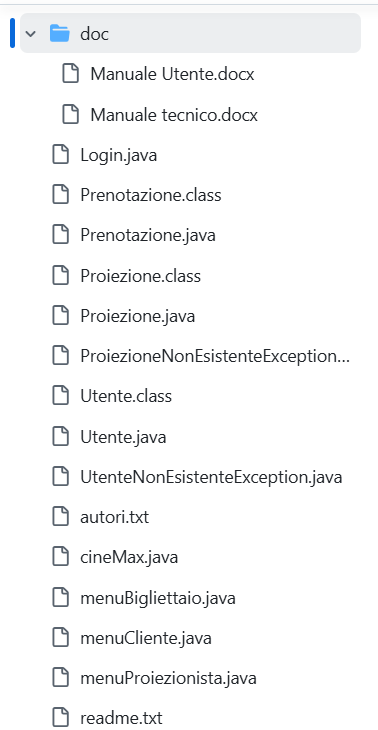 doc
Manuale Utente.docx
Manuale tecnico.docx
Login.java
Prenotazione.class
Prenotazione.java
Proiezione.class
Proiezione.java
ProiezioneNonEsistenteException...
Utente.class
Utente.java
UtenteNonEsistenteException.java
autori.txt
cineMax.java
menuBigliettaio.java
menuCliente.java
menuProiezionista.java
readme.txt